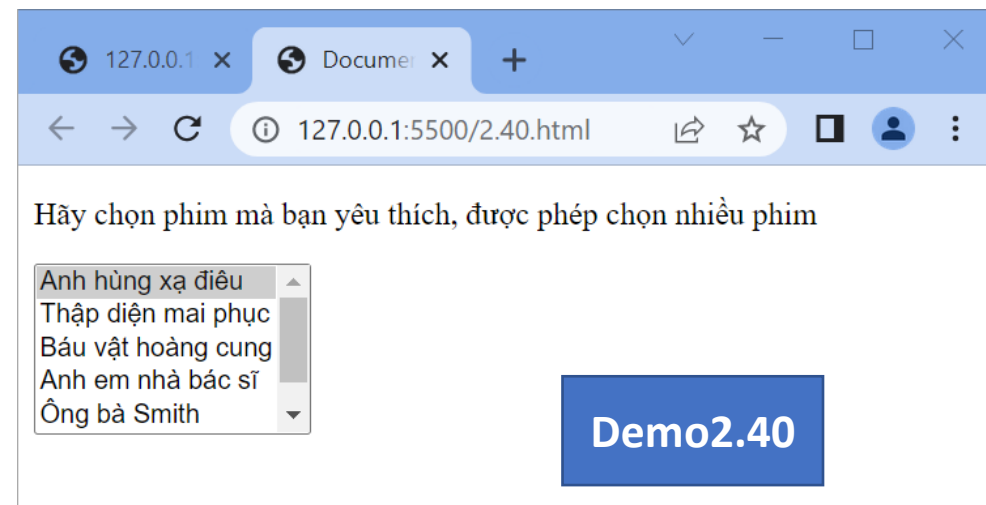 127.0.0.1
Documen
127.0.0.1:5500/2.40.html
Hãy chọn phim mà bạn yêu thích, được phép chọn nhiều phim
Anh hùng xạ điêu
Thập diện mai phục
Báu vật hoàng cung
Anh em nhà bác sĩ
Ông bà Smith
Demo2.40